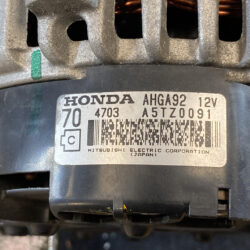 HONDA AHGA92 12V
70 4703 A5TZ0091
C
MITSUBISHI ELECTRIC CORPORATION
(JAPAN)